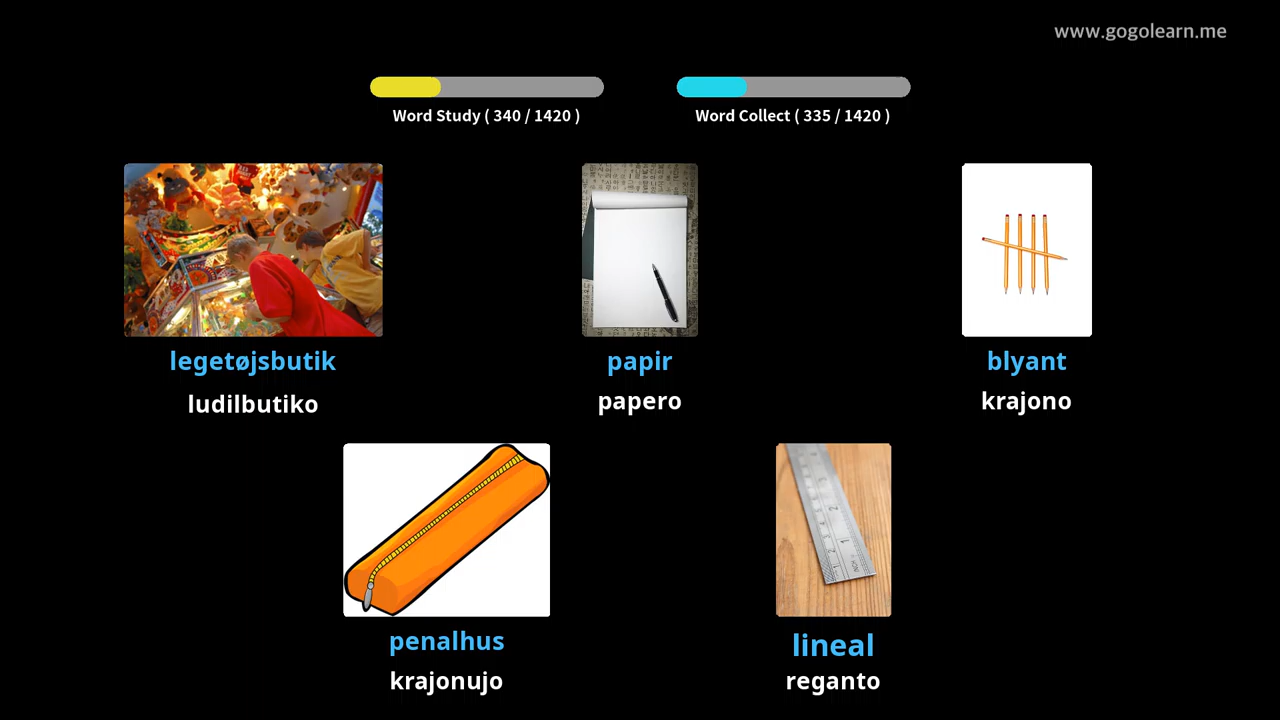 www.gogolearn.me
Word Study ( 340 / 1420 )
Word Collect ( 335 / 1420 )
legetøjsbutik
ludilbutiko
papir
papero
blyant
krajono
penalhus
krajonujo
lineal
reganto